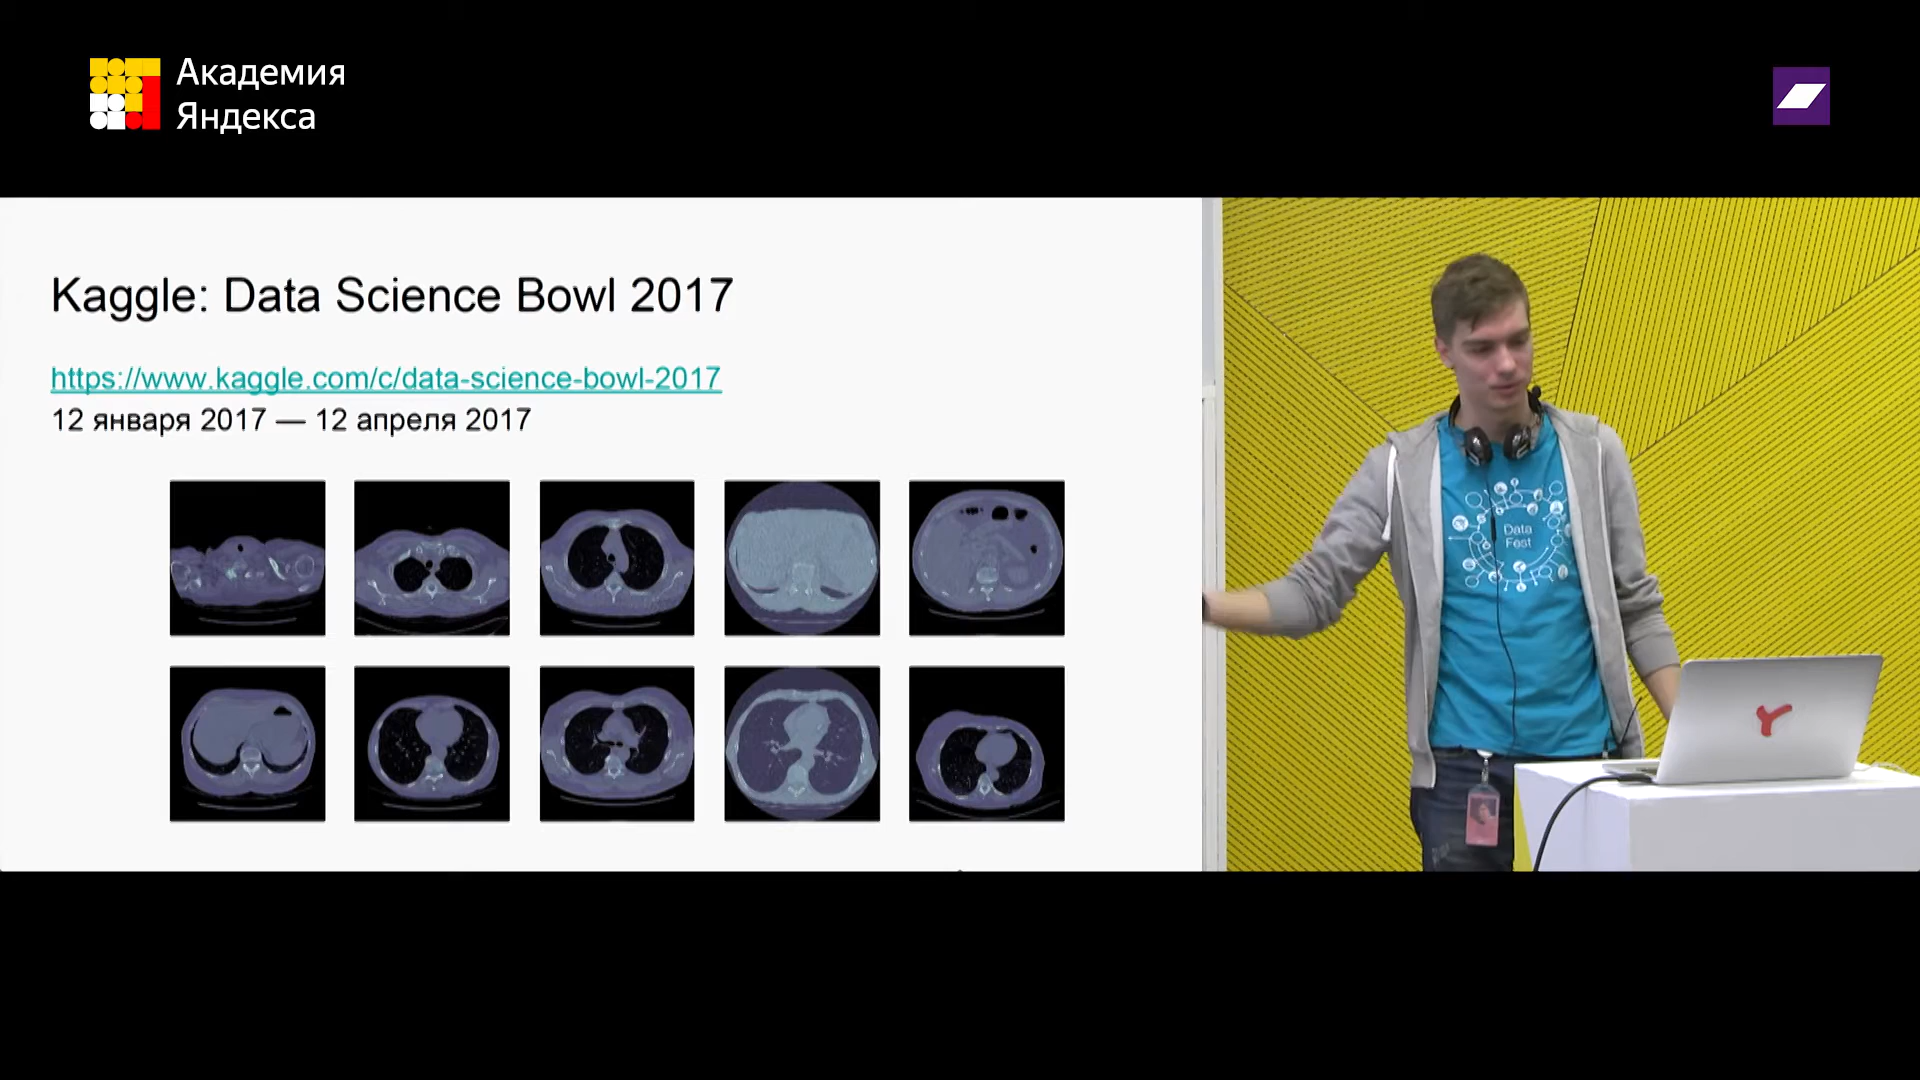 Академия
Яндекса
Kaggle: Data Science Bowl 2017
https://www.kaggle.com/c/data-science-bowl-2017
12 января 2017 — 12 апреля 2017
Data
Fest